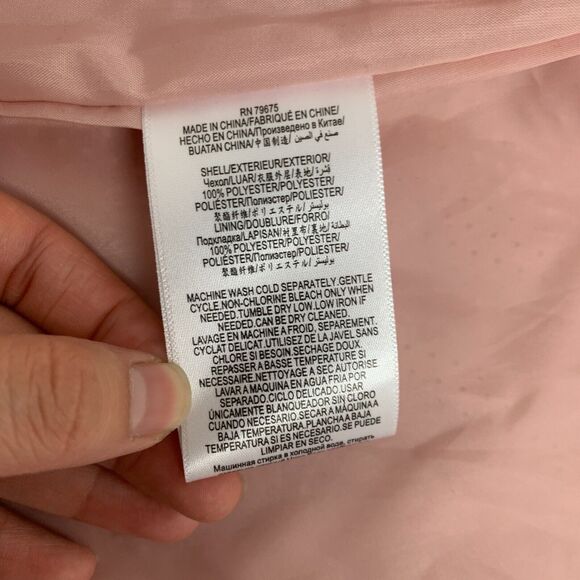 RN 79675
MADE IN CHINA/FABRIQUÉ EN CHINE/
HECHO EN CHINA/Произведено в Китае/
BUATAN CHINA/中国制造/ صنع في الصين
SHELL/EXTERIEUR/EXTERIOR/
Чехол/LUAR/衣服外层/表地/ قشرة/
100% POLYESTER/POLYESTER/
POLIÉSTER/Полиэстер/POLIESTER/
聚酯纤维/ポリエステル/ بوليستر
LINING/DOUBLURE/FORRO/
Подкладка/LAPISAN/衬里布/裏地/ البطانة/
100% POLYESTER/POLYESTER/
POLIÉSTER/Полиэстер/POLIESTER/
聚酯纤维/ポリエステル/ بوليستر
MACHINE WASH COLD SEPARATELY.GENTLE
CYCLE.NON-CHLORINE BLEACH ONLY WHEN
NEEDED.TUMBLE DRY LOW.LOW IRON IF
NEEDED.CAN BE DRY CLEANED.
LAVAGE EN MACHINE A FROID, SEPAREMENT.
CYCLAT DELICAT.UTILISEZ DE LA JAVEL SANS
CHLORE SI BESOIN.SECHAGE DOUX.
REPASSER A BASSE TEMPERATURE SI
NECESSAIRE.NETTOYAGE A SEC AUTORISE.
LAVAR A MAQUINA EN AGUA FRIA POR
SEPARADO.CICLO DELICADO.USAR
ÚNICAMENTE BLANQUEADOR SIN CLORO
CUANDO NECESARIO.SECAR A MAQUINA A
BAJA TEMPERATURA.PLANCHA A BAJA
TEMPERATURA SI ES NECESARIO.SE PUEDE
LIMPIAR EN SECO.
Машинная стирка в холодной воде, стирать